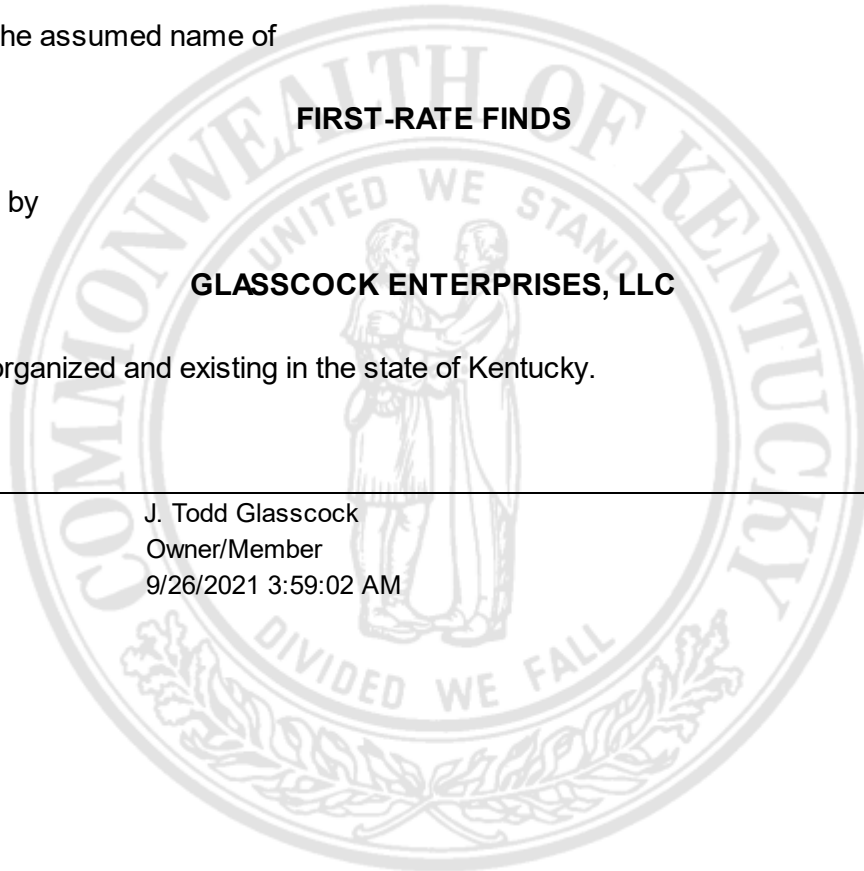 he assumed name of
FIRST-RATE FINDS
by
GLASSCOCK ENTERPRISES, LLC
organized and existing in the state of Kentucky.
J. Todd Glasscock
Owner/Member
9/26/2021 3:59:02 AM
COMMONWEALTH OF KENTUCKY
UNITED WE STAND
DIVIDED WE FALL